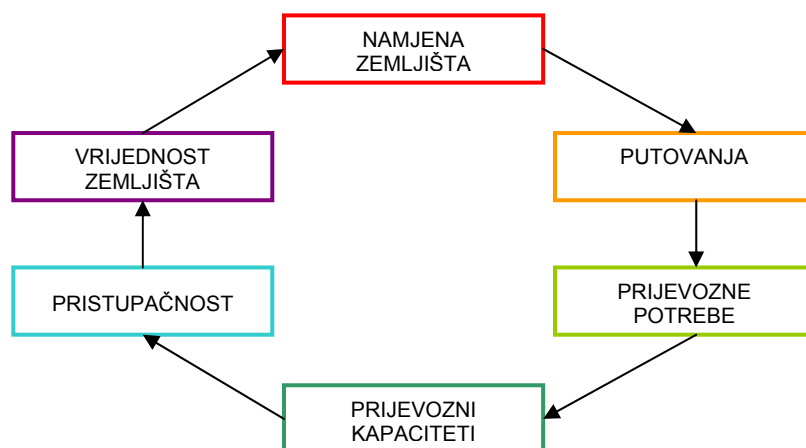 NAMJENA
ZEMLJIŠTA
VRIJEDNOST
ZEMLJIŠTA
PUTOVANJA
PRISTUPAČNOST
PRIJEVOZNE
POTREBE
PRIJEVOZNI
KAPACITETI